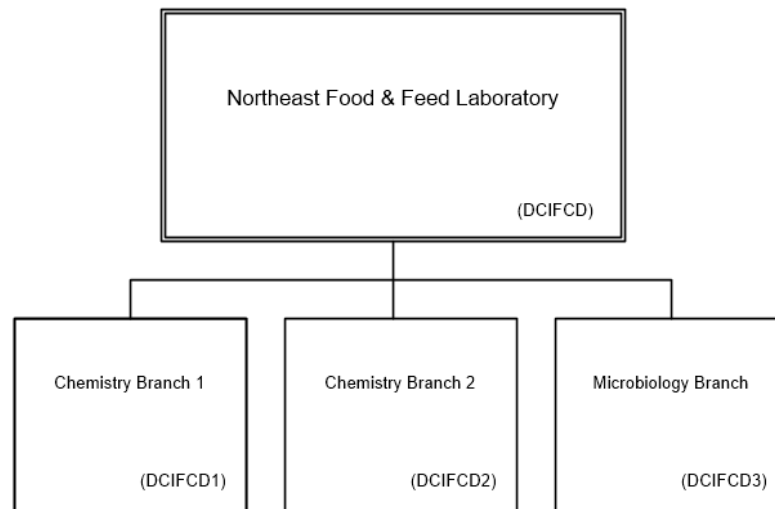 Northeast Food & Feed Laboratory
(DCIFCD)
Chemistry Branch 1
(DCIFCD1)
Chemistry Branch 2
(DCIFCD2)
Microbiology Branch
(DCIFCD3)